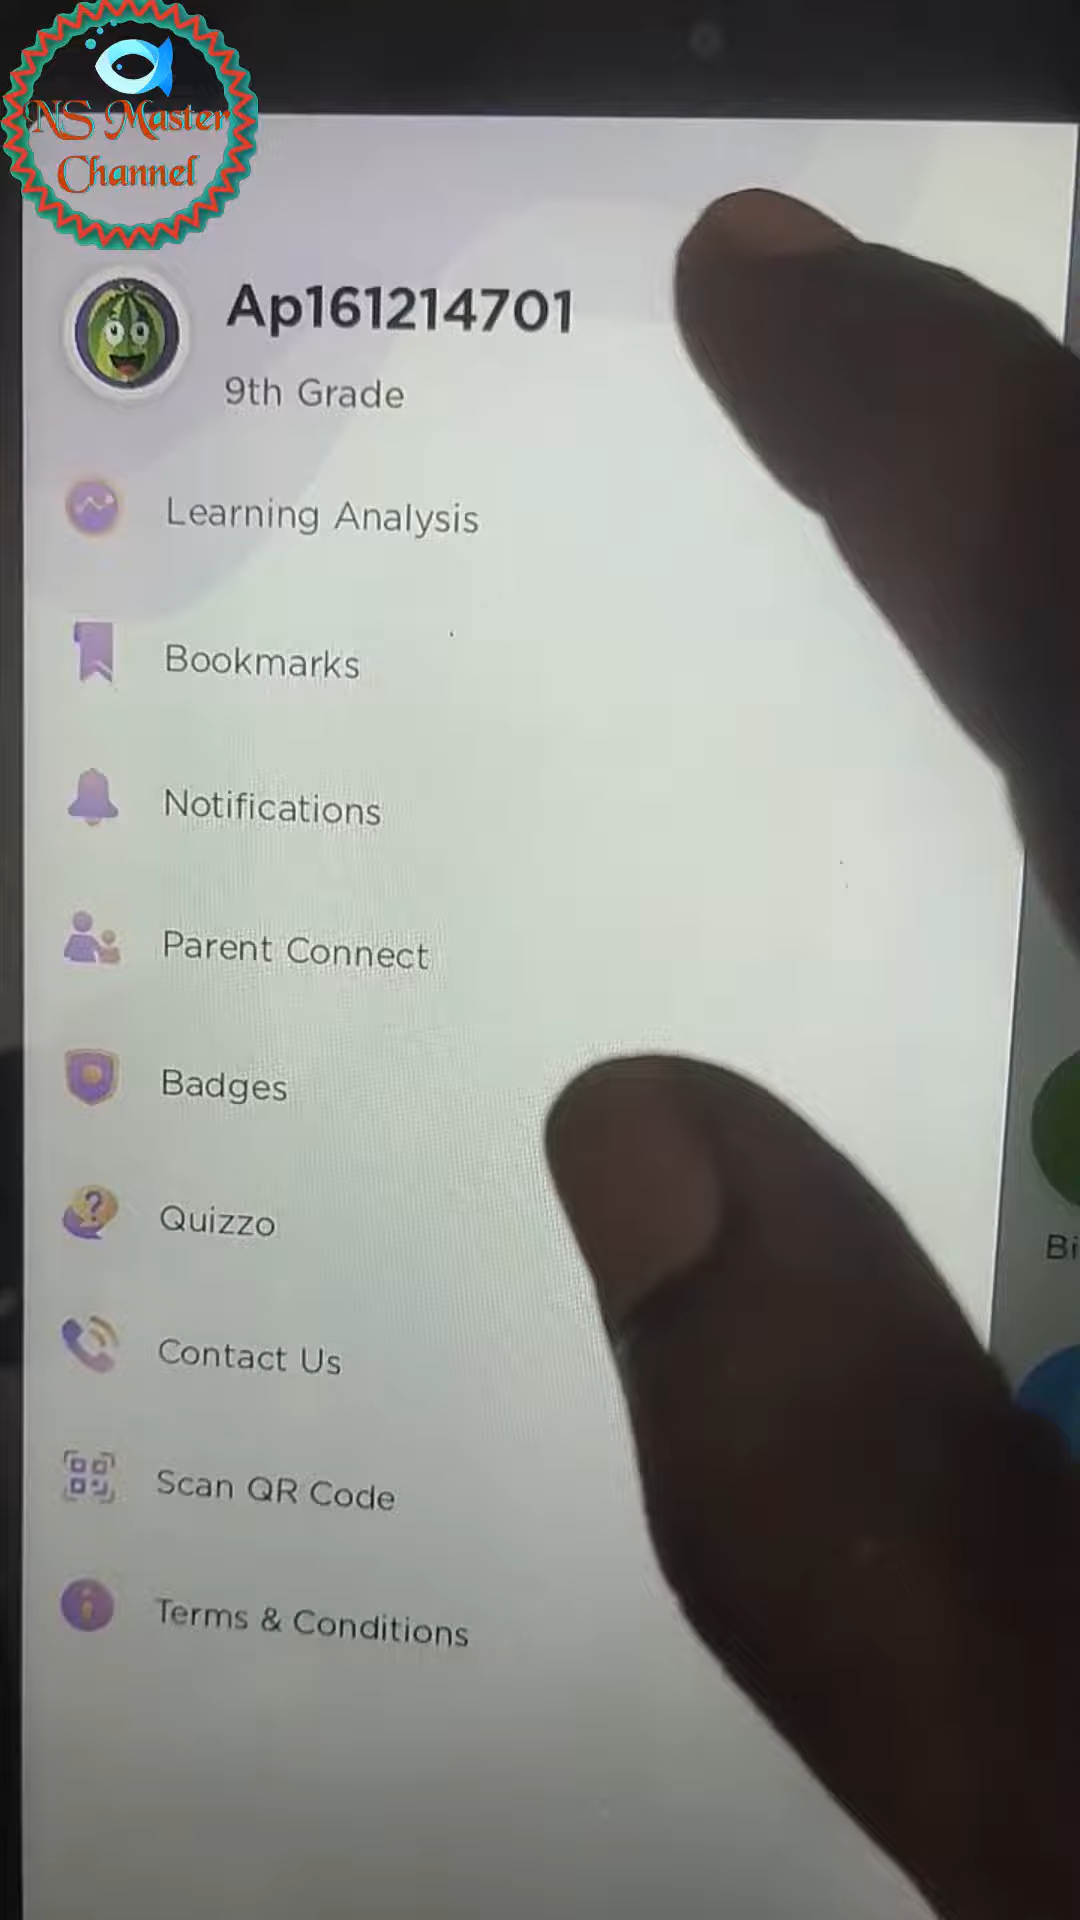 NS Master
Channel
Ap161214701
9th Grade
Learning Analysis
Bookmarks
Notifications
Parent Connect
Badges
Quizzo
Contact Us
Scan QR Code
Terms & Conditions
Bi